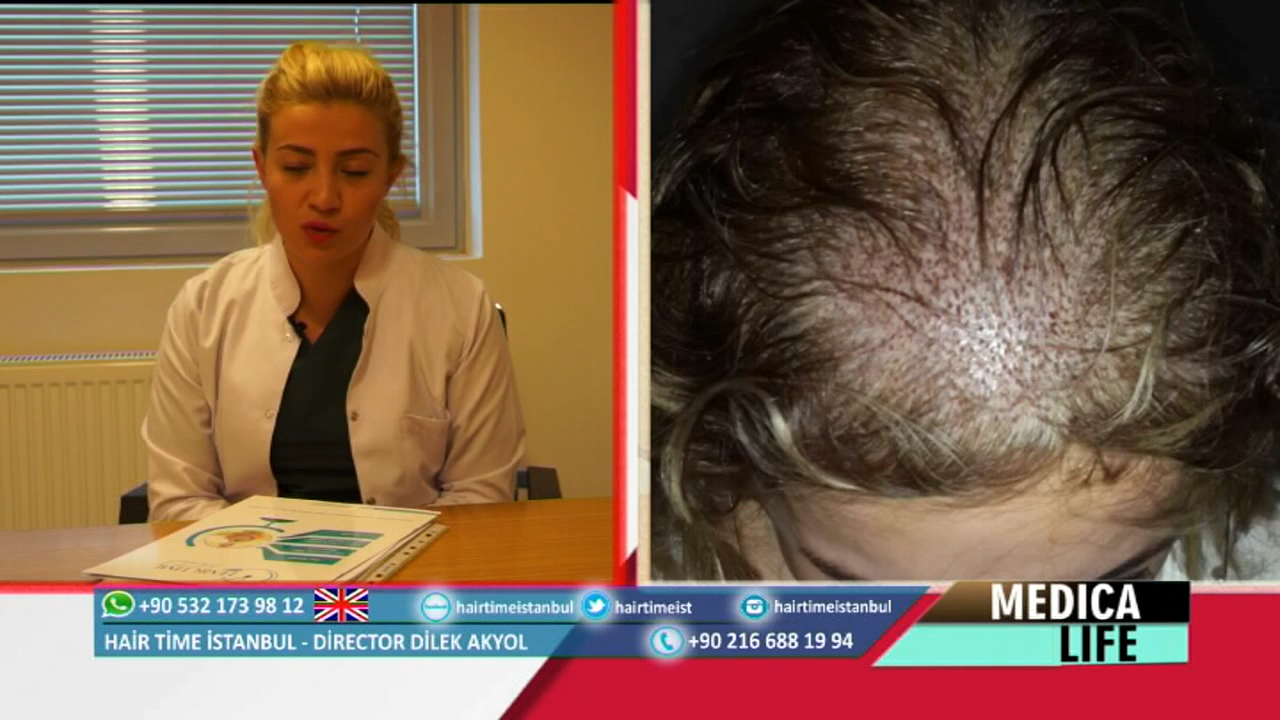 +90 532 173 98 12
hairtimeistanbul
hairtimeist
hairtimeistanbul
HAİR TİME İSTANBUL - DİRECTOR DİLEK AKYOL
+90 216 688 19 94
MEDICA
LIFE